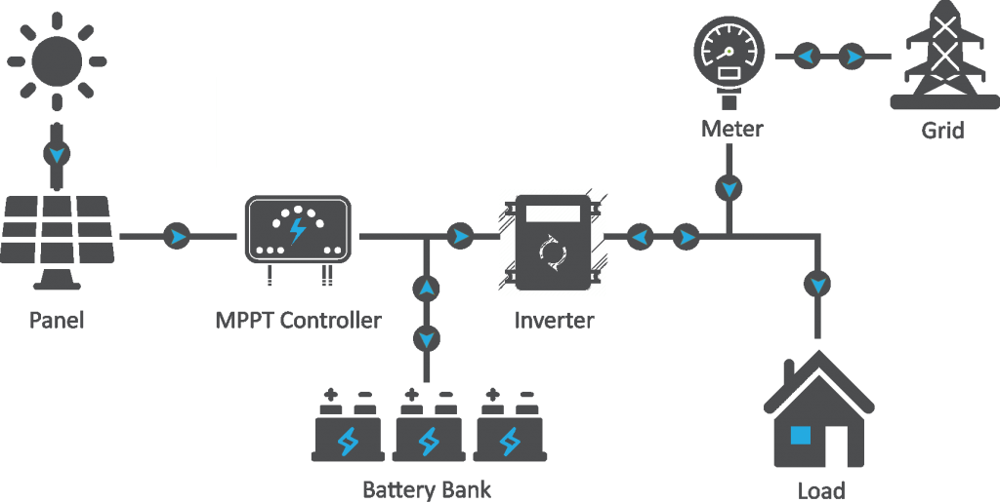 Meter
Grid
Panel
MPPT Controller
Inverter
+ - + - + -
Battery Bank
Load